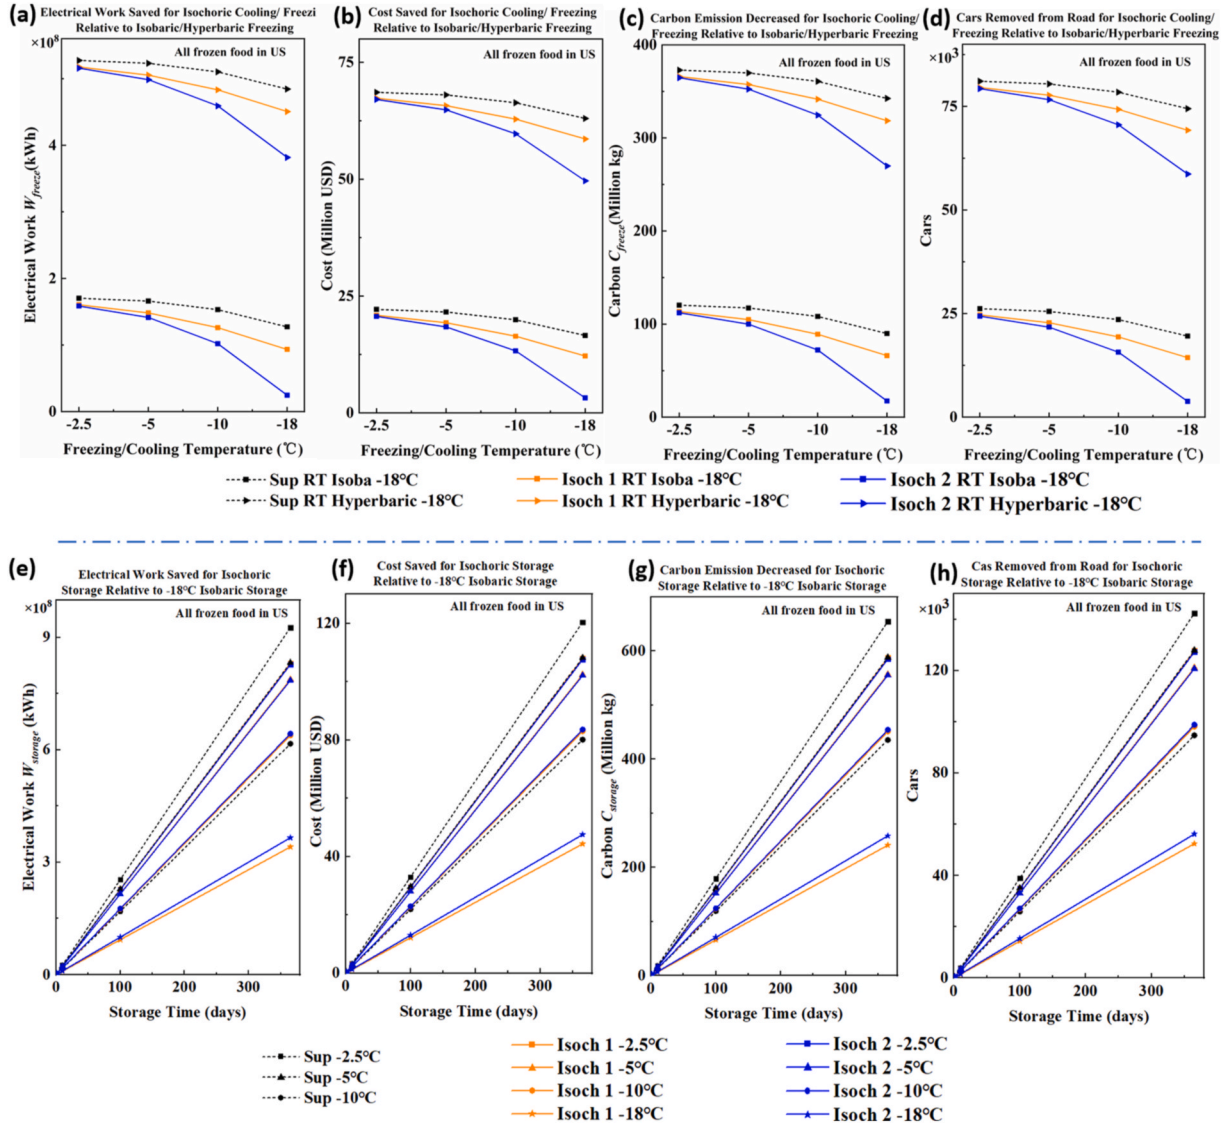 (a)
Electrical Work Saved for Isochoric Cooling/ Freezi
Relative to Isobaric/Hyperbaric Freezing
×10⁸
All frozen food in US
4
2
0
Electrical Work W_freeze(kWh)
-2.5
-5
-10
-18
Freezing/Cooling Temperature (℃)
(b)
Cost Saved for Isochoric Cooling/ Freezing
Relative to Isobaric/Hyperbaric Freezing
All frozen food in US
75
50
25
0
Cost (Million USD)
-2.5
-5
-10
-18
Freezing/Cooling Temperature (℃)
(c)
Carbon Emission Decreased for Isochoric Cooling/
Freezing Relative to Isobaric/Hyperbaric Freezing
All frozen food in US
400
300
200
100
0
Carbon C_freeze(Million kg)
-2.5
-5
-10
-18
Freezing/Cooling Temperature (℃)
(d)
Cars Removed from Road for Isochoric Cooling/
Freezing Relative to Isobaric/Hyperbaric Freezing
×10³
All frozen food in US
75
50
25
0
Cars
-2.5
-5
-10
-18
Freezing/Cooling Temperature (℃)
Sup RT Isoba -18℃
Isoch 1 RT Isoba -18℃
Isoch 2 RT Isoba -18℃
Sup RT Hyperbaric -18℃
Isoch 1 RT Hyperbaric -18℃
Isoch 2 RT Hyperbaric -18℃
(e)
Electrical Work Saved for Isochoric
Storage Relative to -18℃ Isobaric Storage
×10⁸
All frozen food in US
9
6
3
0
Electrical Work W_storage (kWh)
0
100
200
300
Storage Time (days)
(f)
Cost Saved for Isochoric Storage
Relative to -18℃ Isobaric Storage
All frozen food in US
120
80
40
0
Cost (Million USD)
0
100
200
300
Storage Time (days)
(g)
Carbon Emission Decreased for Isochoric
Storage Relative to -18℃ Isobaric Storage
All frozen food in US
600
400
200
0
Carbon C_storage (Million kg)
0
100
200
300
Storage Time (days)
(h)
Cas Removed from Road for Isochoric
Storage Relative to -18℃ Isobaric Storage
×10³
All frozen food in US
120
80
40
0
Cars
0
100
200
300
Storage Time (days)
Sup -2.5℃
Sup -5℃
Sup -10℃
Isoch 1 -2.5℃
Isoch 1 -5℃
Isoch 1 -10℃
Isoch 1 -18℃
Isoch 2 -2.5℃
Isoch 2 -5℃
Isoch 2 -10℃
Isoch 2 -18℃